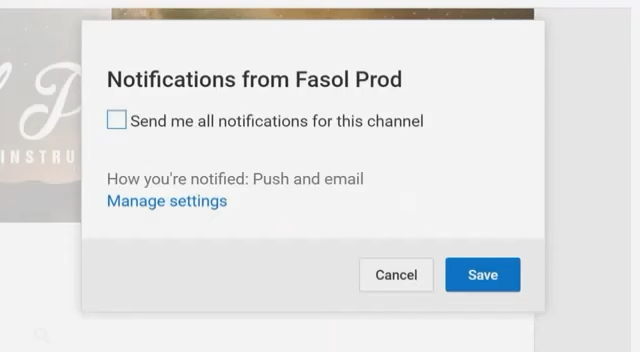 Notifications from Fasol Prod
Send me all notifications for this channel
How you're notified: Push and email
Manage settings
Cancel
Save
INSTRU